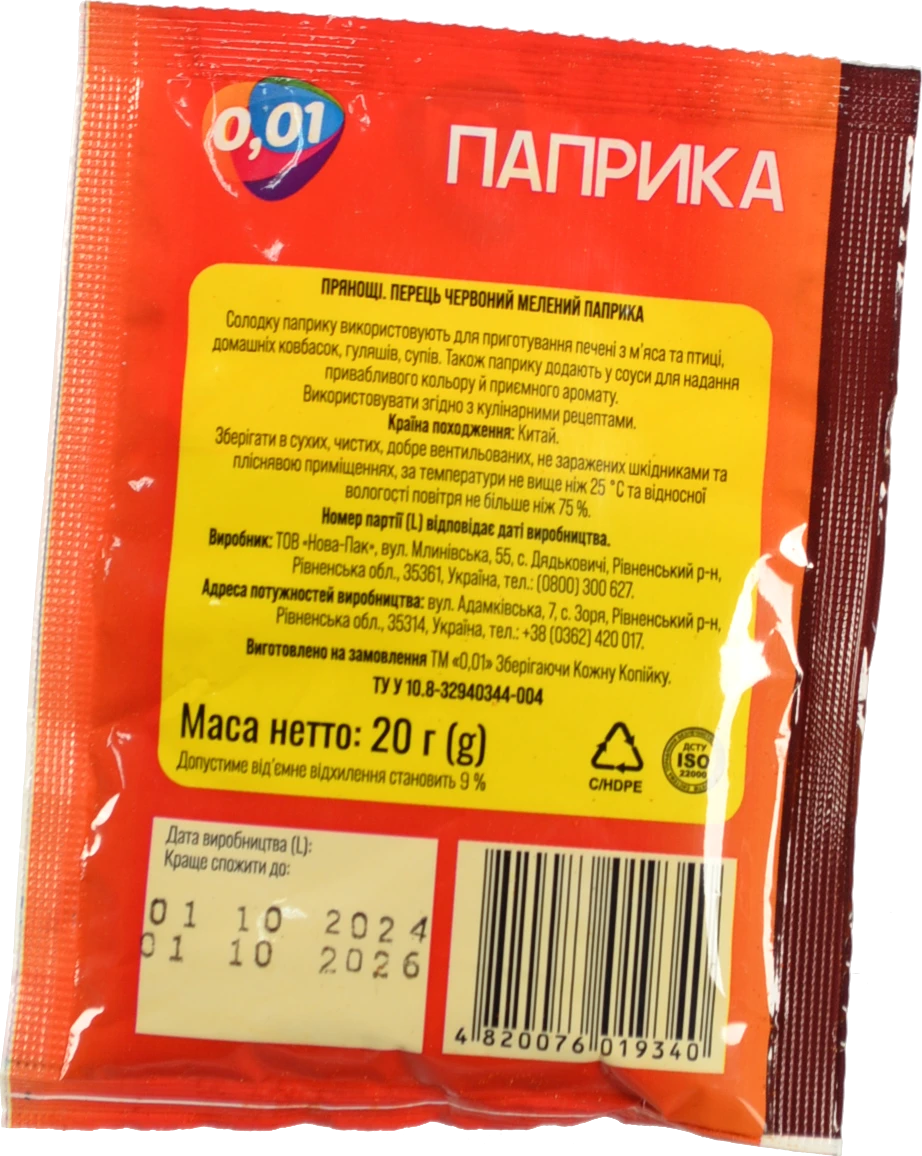 0,01
ПАПРИКА
ПРЯНОЩІ. ПЕРЕЦЬ ЧЕРВОНИЙ МЕЛЕНИЙ ПАПРИКА
Солодку паприку використовують для приготування печені з м'яса та птиці,
домашніх ковбасок, гуляшів, супів. Також паприку додають у соуси для надання
привабливого кольору й приємного аромату.
Використовувати згідно з кулінарними рецептами.
Країна походження: Китай.
Зберігати в сухих, чистих, добре вентильованих, не заражених шкідниками та
пліснявою приміщеннях, за температури не вище ніж 25 °С та відносної
вологості повітря не більше ніж 75 %.
Номер партії (L) відповідає даті виробництва.
Виробник: ТОВ «Нова-Пак», вул. Млинівська, 55, с. Дядьковичі, Рівненський р-н,
Рівненська обл., 35361, Україна, тел.: (0800) 300 627.
Адреса потужностей виробництва: вул. Адамківська, 7, с. Зоря, Рівненський р-н,
Рівненська обл., 35314, Україна, тел.: +38 (0362) 420 017.
Виготовлено на замовлення ТМ «0,01» Зберігаючи Кожну Копійку.
ТУ У 10.8-32940344-004
Маса нетто: 20 г (g)
Допустиме від'ємне відхилення становить 9 %
C/HDPE
ДСТУ
ISO
22000
Дата виробництва (L):
Краще спожити до:
01 10 2024
01 10 2026
4 820076 019340